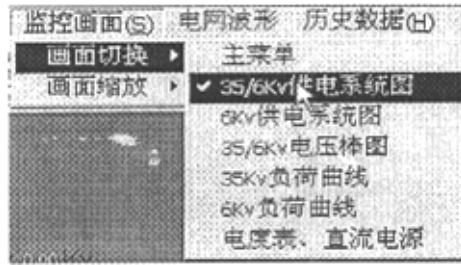 监控画面(S) 电网波形 历史数据(H)
画面切换
画面缩放
主菜单
✔ 35/6Kv供电系统图
6Kv供电系统图
35/6Kv电压棒图
35Kv负荷曲线
6Kv负荷曲线
电度表、直流电源